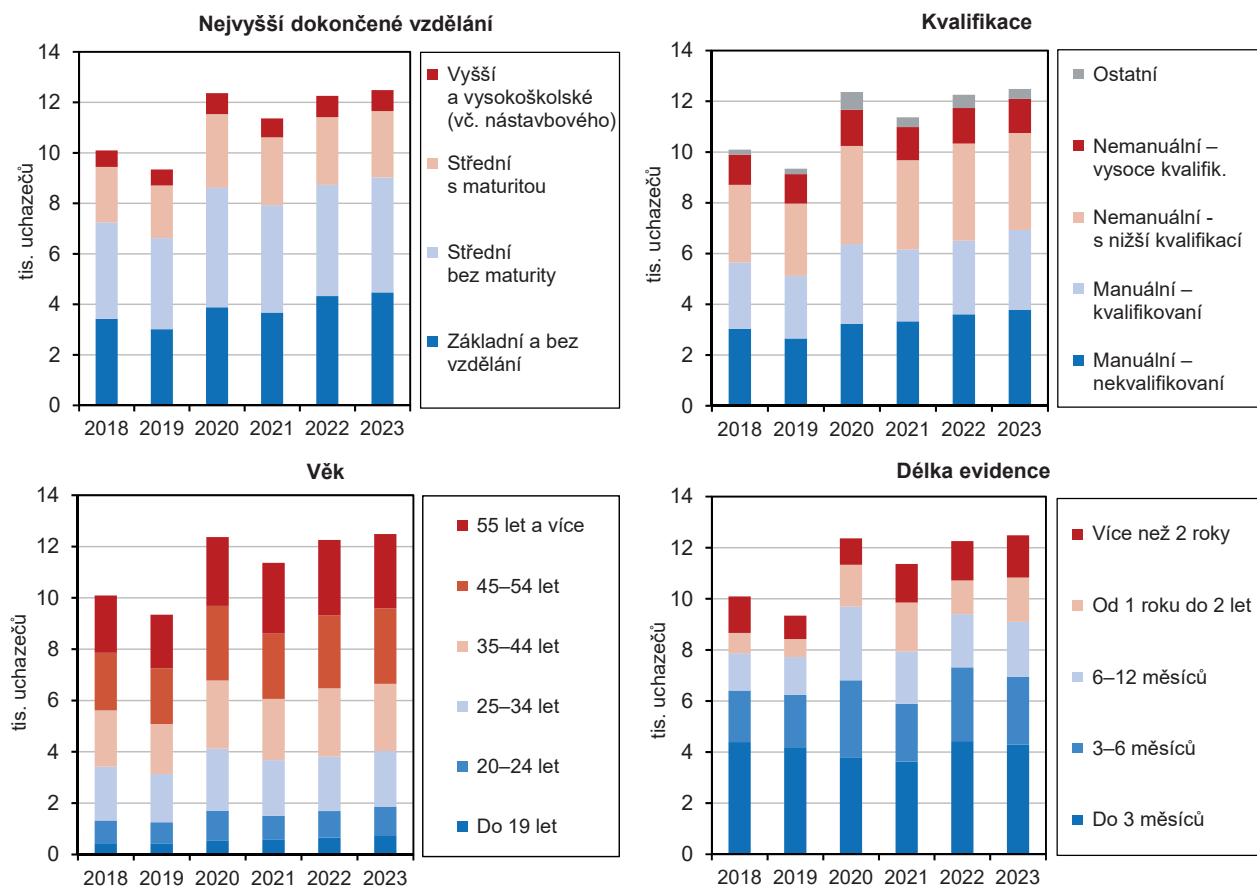 Nejvyšší dokončené vzdělání
14
12
10
8
6
4
2
0
tis. uchazečů
2018 2019 2020 2021 2022 2023
Vyšší
a vysokoškolské
(vč. nástavbového)
Střední
s maturitou
Střední
bez maturity
Základní a bez
vzdělání
Kvalifikace
14
12
10
8
6
4
2
0
tis. uchazečů
2018 2019 2020 2021 2022 2023
Ostatní
Nemanuální –
vysoce kvalifik.
Nemanuální -
s nižší kvalifikací
Manuální –
kvalifikovaní
Manuální –
nekvalifikovaní
Věk
14
12
10
8
6
4
2
0
tis. uchazečů
2018 2019 2020 2021 2022 2023
55 let a více
45–54 let
35–44 let
25–34 let
20–24 let
Do 19 let
Délka evidence
14
12
10
8
6
4
2
0
tis. uchazečů
2018 2019 2020 2021 2022 2023
Více než 2 roky
Od 1 roku do 2 let
6–12 měsíců
3–6 měsíců
Do 3 měsíců